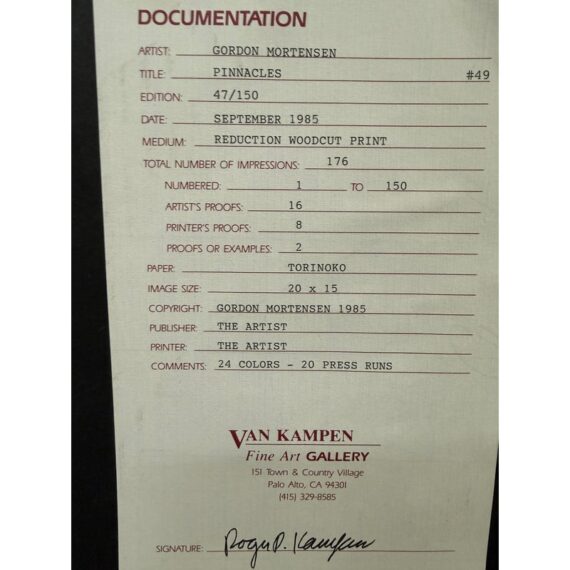 DOCUMENTATION
ARTIST: GORDON MORTENSEN
TITLE: PINNACLES #49
EDITION: 47/150
DATE: SEPTEMBER 1985
MEDIUM: REDUCTION WOODCUT PRINT
TOTAL NUMBER OF IMPRESSIONS: 176
NUMBERED: 1 TO 150
ARTIST'S PROOFS: 16
PRINTER'S PROOFS: 8
PROOFS OR EXAMPLES: 2
PAPER: TORINOKO
IMAGE SIZE: 20 x 15
COPYRIGHT: GORDON MORTENSEN 1985
PUBLISHER: THE ARTIST
PRINTER: THE ARTIST
COMMENTS: 24 COLORS - 20 PRESS RUNS
VAN KAMPEN
Fine Art GALLERY
151 Town & Country Village
Palo Alto, CA 94301
(415) 329-8585
SIGNATURE: Roger D. Kampen